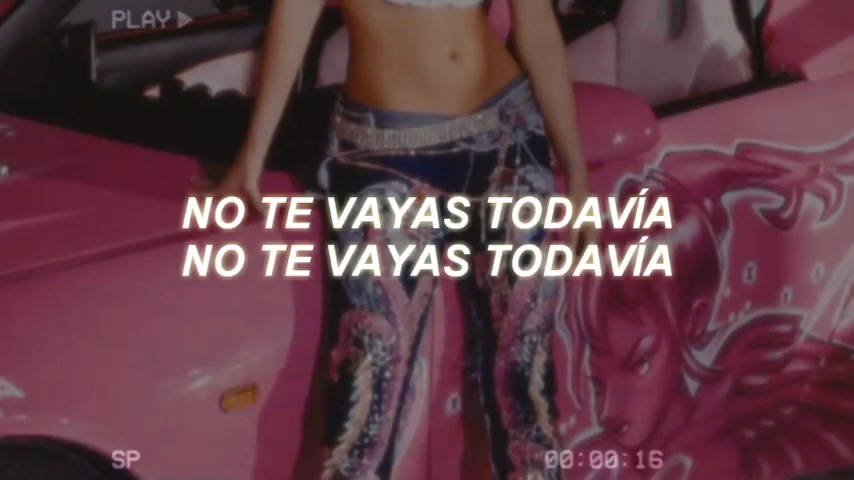 PLAY
NO TE VAYAS TODAVÍA
NO TE VAYAS TODAVÍA
SP
00:00:16